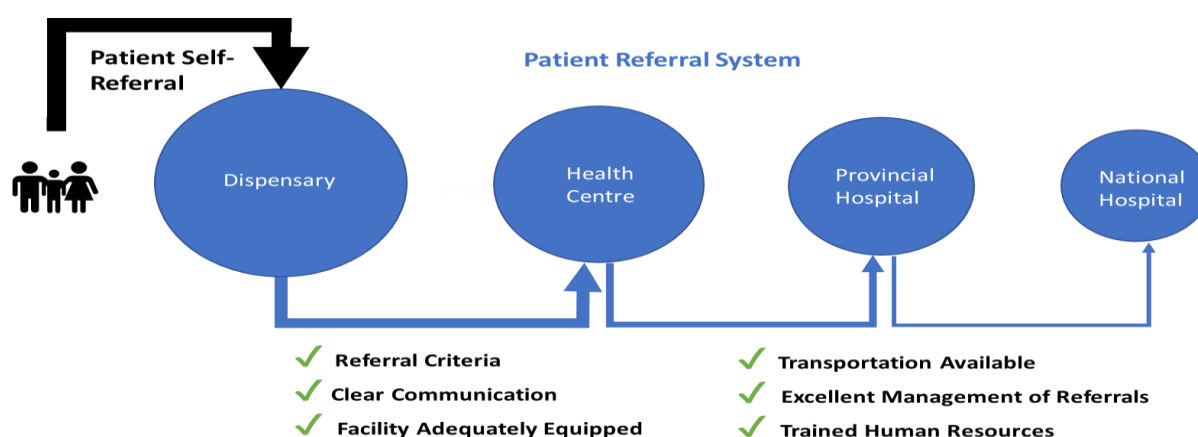 Patient Self-
Referral
Patient Referral System
Dispensary
Health
Centre
Provincial
Hospital
National
Hospital
Referral Criteria
Clear Communication
Facility Adequately Equipped
Transportation Available
Excellent Management of Referrals
Trained Human Resources